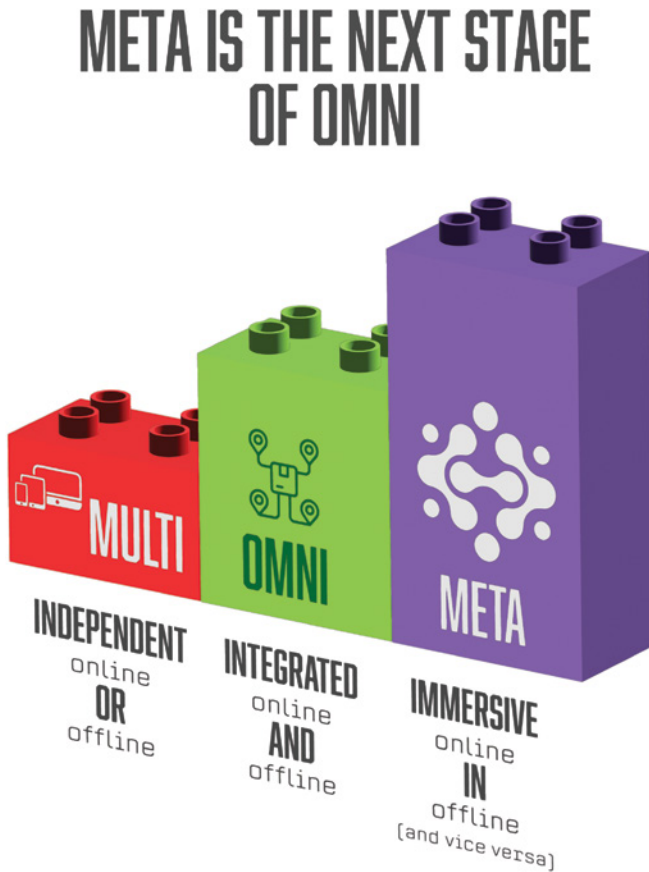 META IS THE NEXT STAGE
OF OMNI
MULTI
OMNI
META
INDEPENDENT
online
OR
offline
INTEGRATED
online
AND
offline
IMMERSIVE
online
IN
offline
(and vice versa)